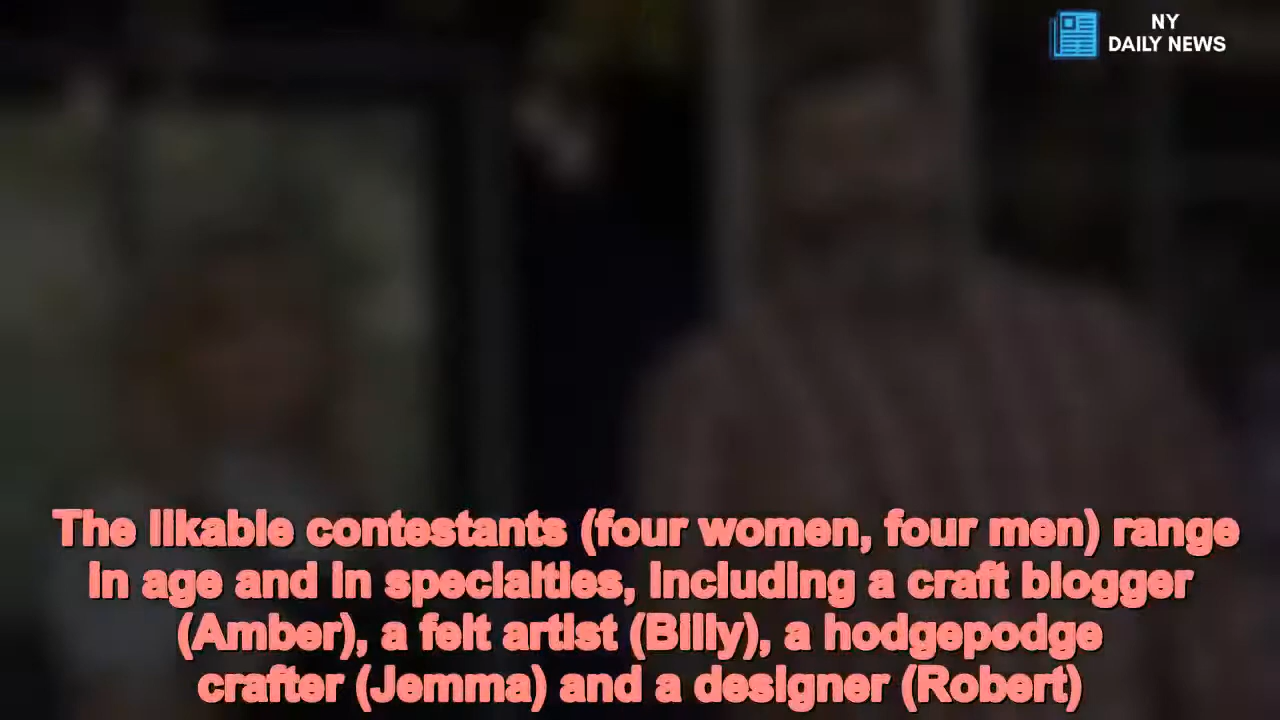 NY
DAILY NEWS
The likable contestants (four women, four men) range
in age and in specialties, including a craft blogger
(Amber), a felt artist (Billy), a hodgepodge
crafter (Jemma) and a designer (Robert)